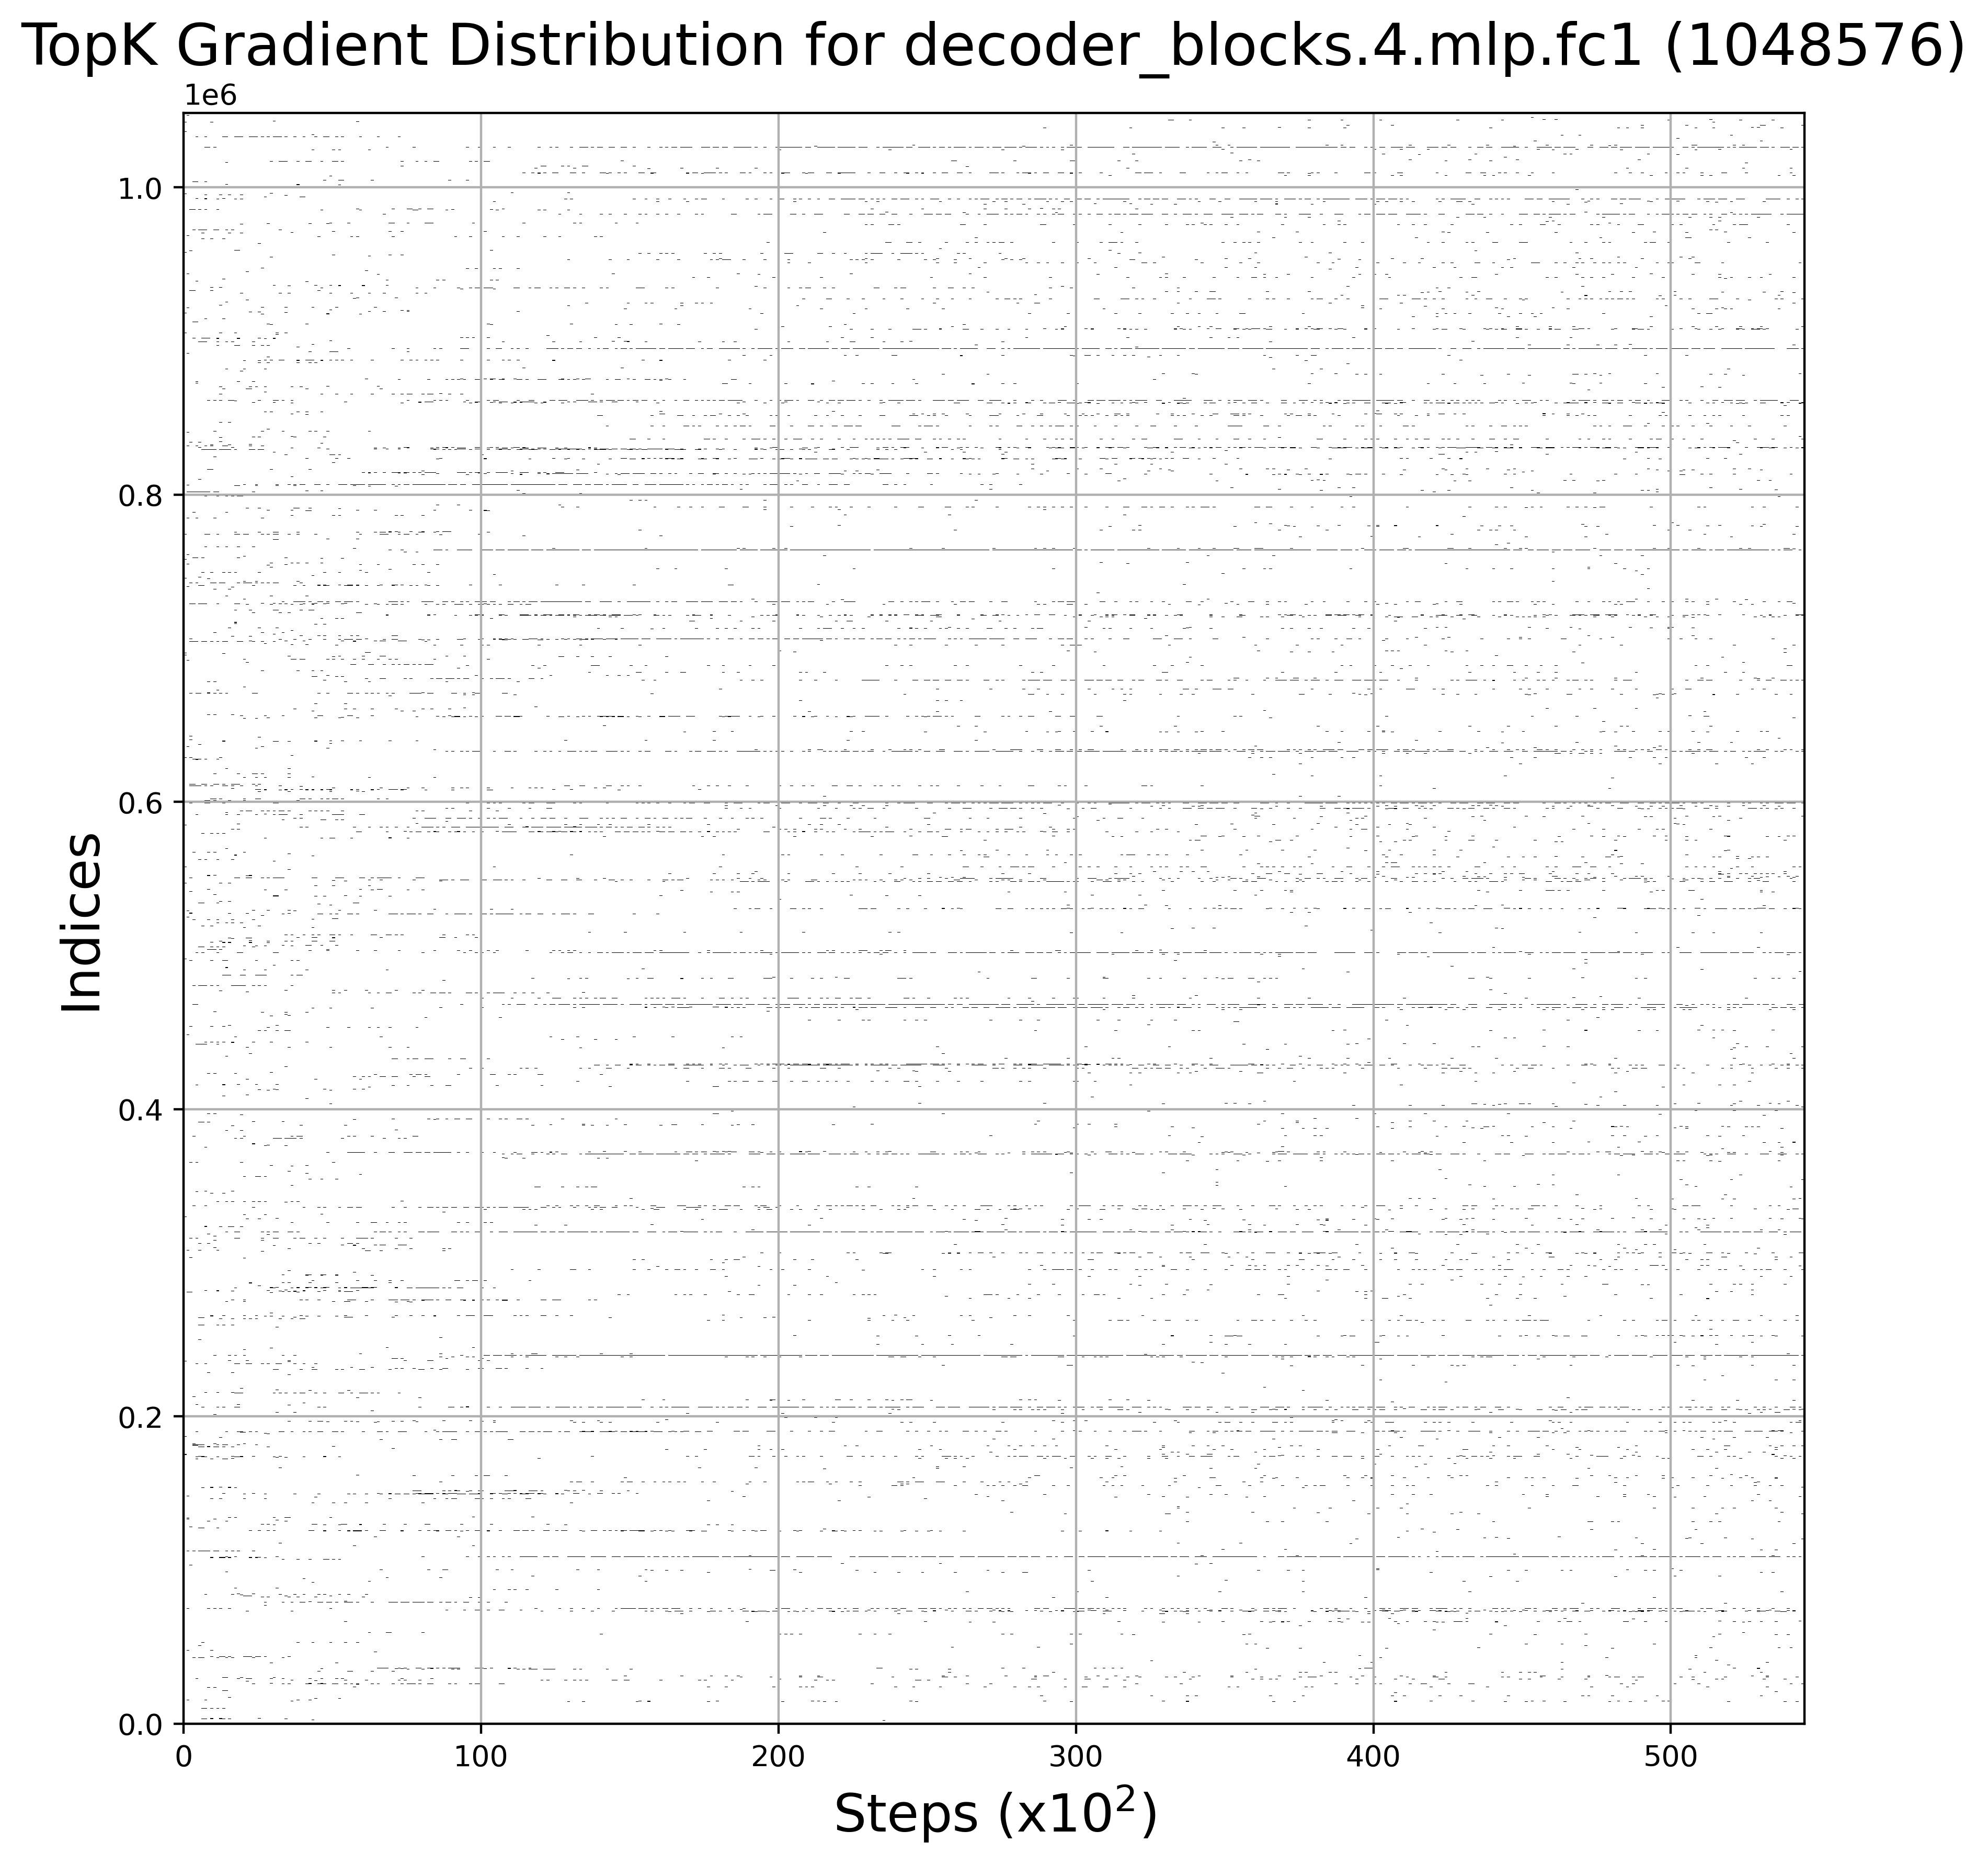 TopK Gradient Distribution for decoder_blocks.4.mlp.fc1 (1048576)
1e6
1.0
0.8
0.6
0.4
0.2
0.0
Indices
0 100 200 300 400 500
Steps (x10²)